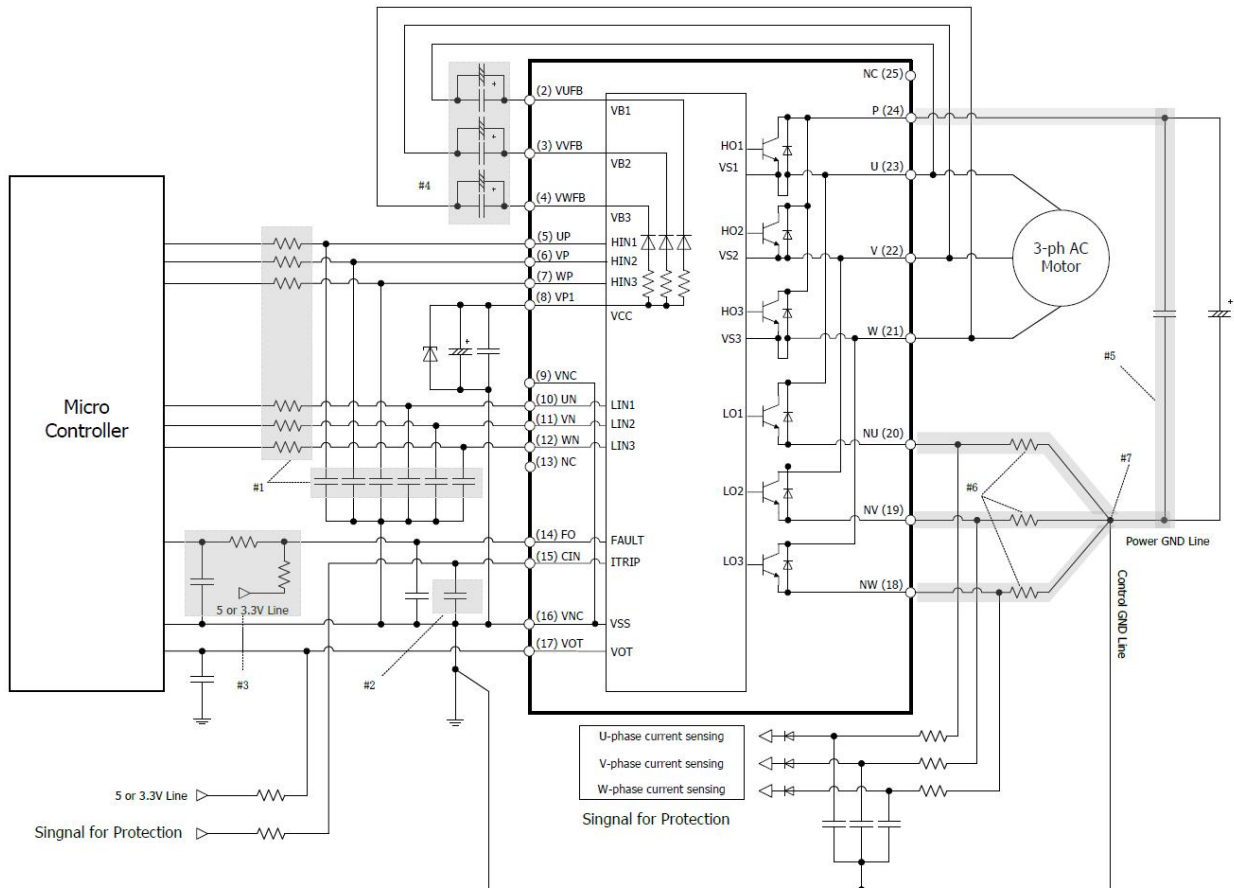 NC (25)
(2) VUFB
VB1
P (24)
HO1
VS1
(3) VVFB
VB2
U (23)
#4
(4) VWFB
VB3
HO2
VS2
(5) UP
HIN1
(6) VP
HIN2
(7) WP
HIN3
V (22)
3-ph AC
Motor
(8) VP1
VCC
HO3
VS3
W (21)
#5
(9) VNC
(10) UN
LIN1
(11) VN
LIN2
(12) WN
LIN3
(13) NC
Micro
Controller
LO1
NU (20)
#1
#6
#7
LO2
NV (19)
Power GND Line
(14) FO
FAULT
(15) CIN
ITRIP
LO3
NW (18)
5 or 3.3V Line
(16) VNC
VSS
(17) VOT
VOT
Control GND Line
#3
#2
U-phase current sensing
V-phase current sensing
W-phase current sensing
Singnal for Protection
5 or 3.3V Line
Singnal for Protection
+
+
+
+
+